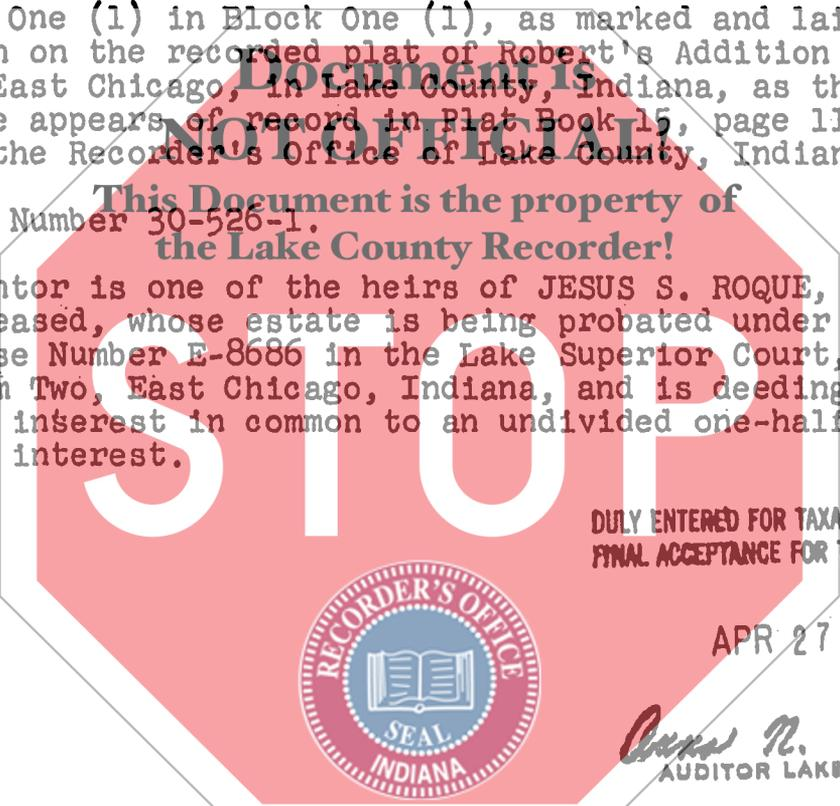 One (1) in Block One (1), as marked and lai
n on the recorded plat of Robert's Addition
East Chicago, in Lake County, Indiana, as th
e appears of record in Plat Book 15, page 11
the Recorder's Office of Lake County, Indian
Number 30-526-1.
ntor is one of the heirs of JESUS S. ROQUE,
eased, whose estate is being probated under
se Number E-8686 in the Lake Superior Court,
m Two, East Chicago, Indiana, and is deeding
interest in common to an undivided one-half
interest.
Document is
NOT OFFICIAL!
This Document is the property of
the Lake County Recorder!
STOP
DULY ENTERED FOR TAXA
FINAL ACCEPTANCE FOR
APR 27
N.
AUDITOR LAKE
RECORDER'S OFFICE
SEAL
INDIANA